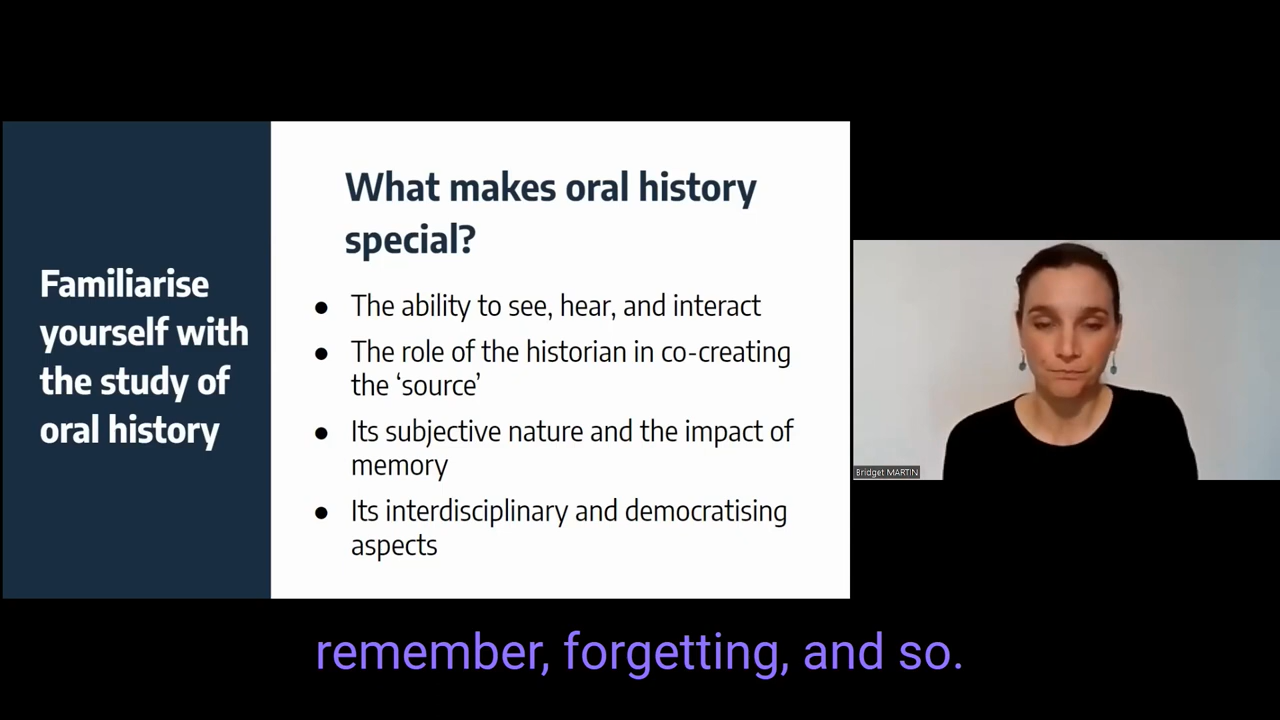 Familiarise
yourself with
the study of
oral history
What makes oral history
special?
● The ability to see, hear, and interact
● The role of the historian in co-creating
the ‘source’
● Its subjective nature and the impact of
memory
● Its interdisciplinary and democratising
aspects
Bridget MARTIN
remember, forgetting, and so.